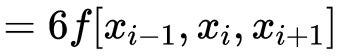 = 6f[x_{i-1}, x_i, x_{i+1}]